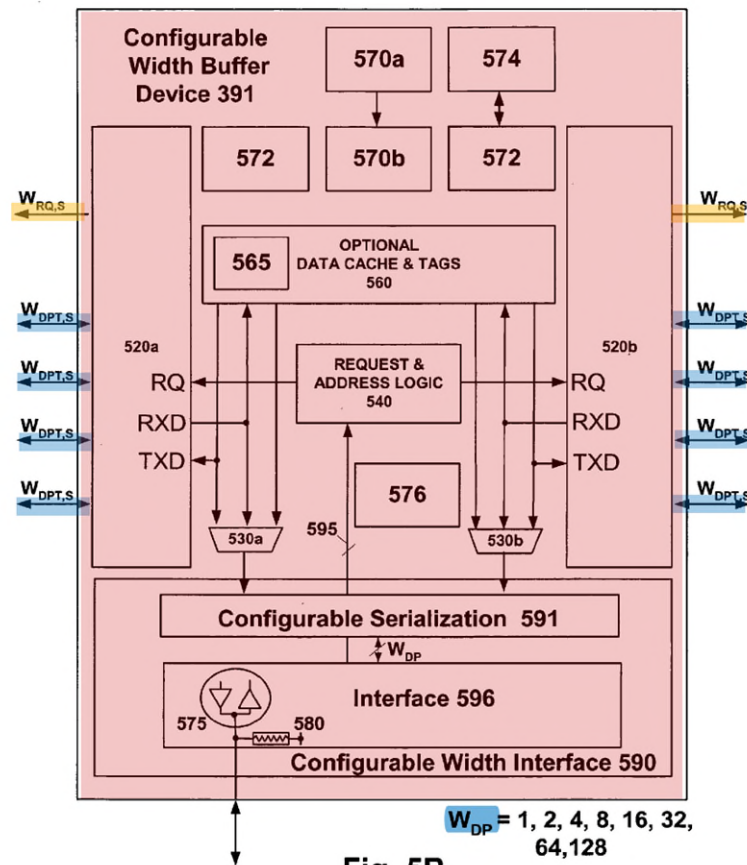 Configurable
Width Buffer
Device 391
570a
574
572
570b
572
W_RQ,S
W_RQ,S
OPTIONAL
DATA CACHE & TAGS
560
565
W_DPT,S
W_DPT,S
520a
520b
REQUEST &
ADDRESS LOGIC
540
W_DPT,S
RQ
RQ
W_DPT,S
RXD
RXD
W_DPT,S
W_DPT,S
TXD
TXD
576
W_DPT,S
W_DPT,S
595
530a
530b
Configurable Serialization 591
W_DP
Interface 596
575
580
Configurable Width Interface 590
W_DP = 1, 2, 4, 8, 16, 32,
64,128